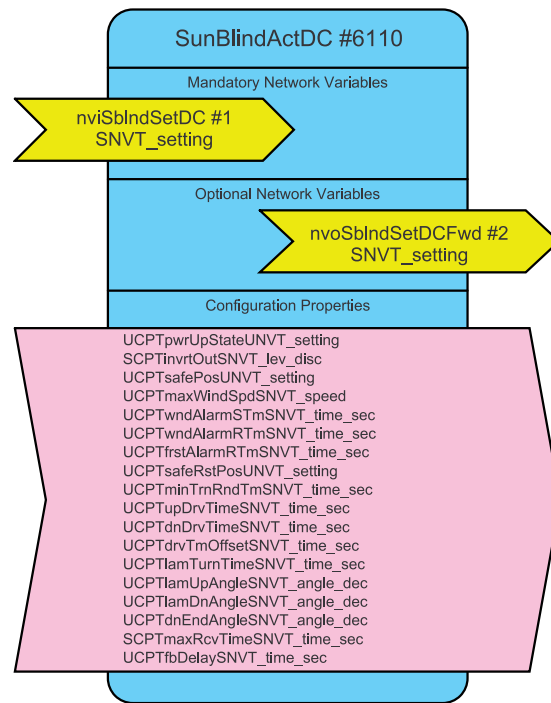 SunBlindActDC #6110
Mandatory Network Variables
nviSblndSetDC #1
SNVT_setting
Optional Network Variables
nvoSblndSetDCFwd #2
SNVT_setting
Configuration Properties
UCPTpwrUpStateUNVT_setting
SCPTinvrtOutSNVT_lev_disc
UCPTsafePosUNVT_setting
UCPTmaxWindSpdSNVT_speed
UCPTwndAlarmSTmSNVT_time_sec
UCPTwndAlarmRTmSNVT_time_sec
UCPTfrstAlarmRTmSNVT_time_sec
UCPTsafeRstPosUNVT_setting
UCPTminTrnRndTmSNVT_time_sec
UCPTupDrvTimeSNVT_time_sec
UCPTdnDrvTimeSNVT_time_sec
UCPTdrvTmOffsetSNVT_time_sec
UCPTlamTurnTimeSNVT_time_sec
UCPTlamUpAngleSNVT_angle_dec
UCPTlamDnAngleSNVT_angle_dec
UCPTdnEndAngleSNVT_angle_dec
SCPTmaxRcvTimeSNVT_time_sec
UCPTfbDelaySNVT_time_sec